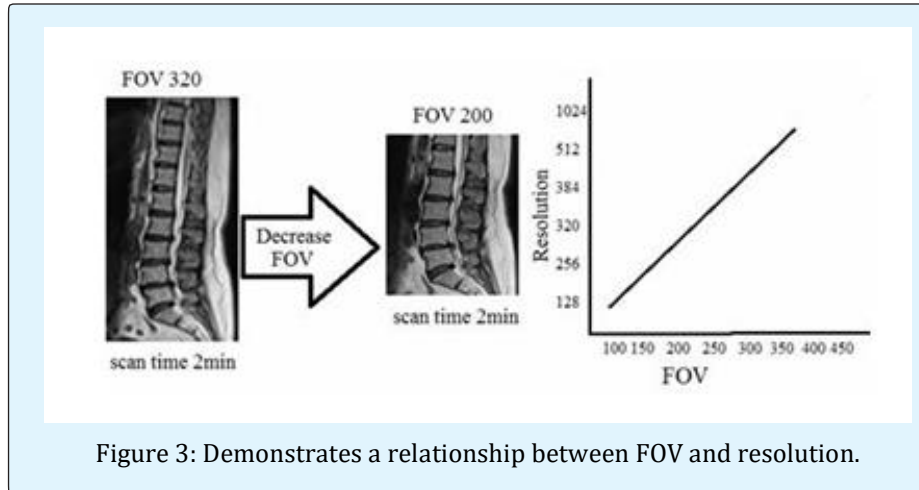 FOV 320
Decrease
FOV
scan time 2min
FOV 200
scan time 2min
Resolution
1024
512
384
320
256
128
100 150 200 250 300 350 400 450
FOV
Figure 3: Demonstrates a relationship between FOV and resolution.